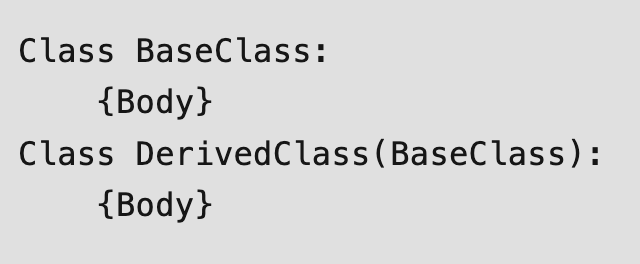 Class BaseClass:
    {Body}
Class DerivedClass(BaseClass):
    {Body}